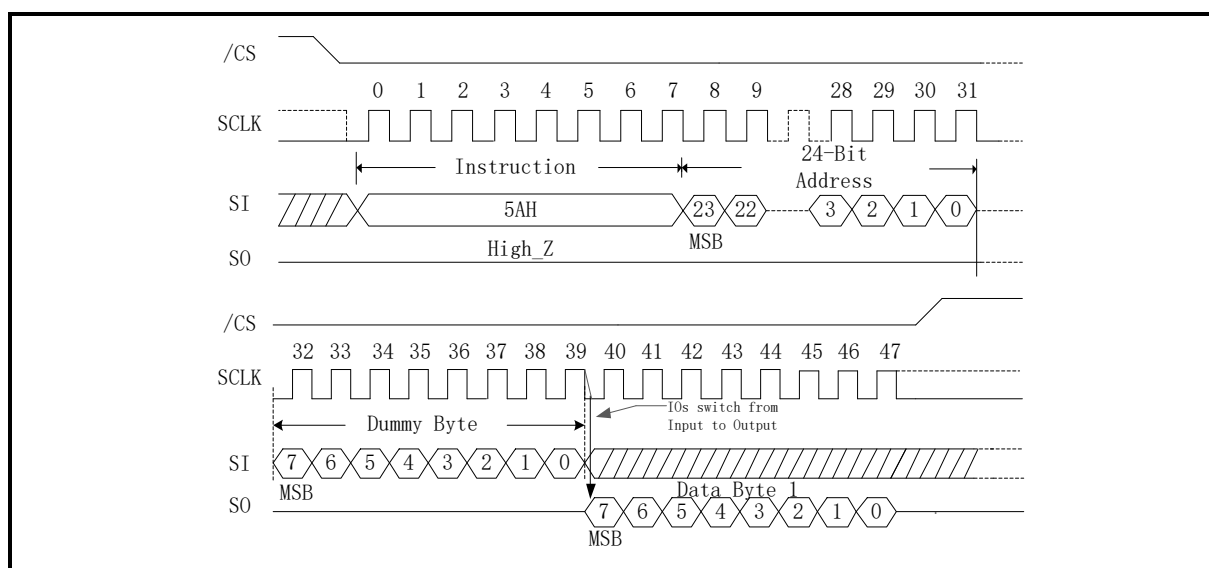 /CS
0 1 2 3 4 5 6 7 8 9 28 29 30 31
SCLK
Instruction
24-Bit
Address
SI
5AH
23 22 3 2 1 0
MSB
High_Z
SO
/CS
32 33 34 35 36 37 38 39 40 41 42 43 44 45 46 47
SCLK
IOs switch from
Input to Output
Dummy Byte
SI
7 6 5 4 3 2 1 0
MSB
Data Byte 1
SO
7 6 5 4 3 2 1 0
MSB